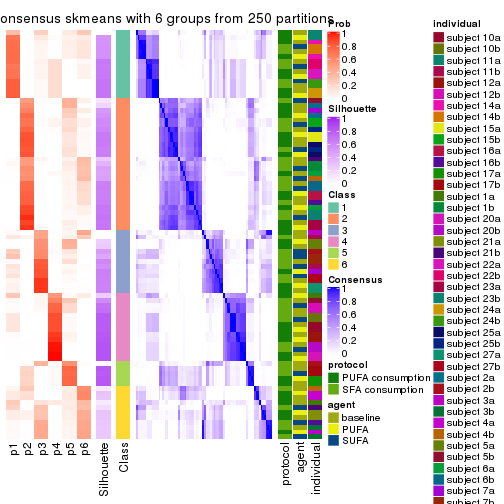 onsensus skmeans with 6 groups from 250 partitions
p1
p2
p3
p4
p5
p6
Silhouette
Class
protocol
agent
individual
Prob
1
0.8
0.6
0.4
0.2
0
Silhouette
1
0.8
0.6
0.4
0.2
0
Class
1
2
3
4
5
6
Consensus
1
0.8
0.6
0.4
0.2
0
protocol
PUFA consumption
SFA consumption
agent
baseline
PUFA
SUFA
individual
subject 10a
subject 10b
subject 11a
subject 11b
subject 12a
subject 12b
subject 14a
subject 14b
subject 15a
subject 15b
subject 16a
subject 16b
subject 17a
subject 17b
subject 1a
subject 1b
subject 20a
subject 20b
subject 21a
subject 21b
subject 22a
subject 22b
subject 23a
subject 23b
subject 24a
subject 24b
subject 25a
subject 25b
subject 27a
subject 27b
subject 2a
subject 2b
subject 3a
subject 3b
subject 4a
subject 4b
subject 5a
subject 5b
subject 6a
subject 6b
subject 7a
subject 7b